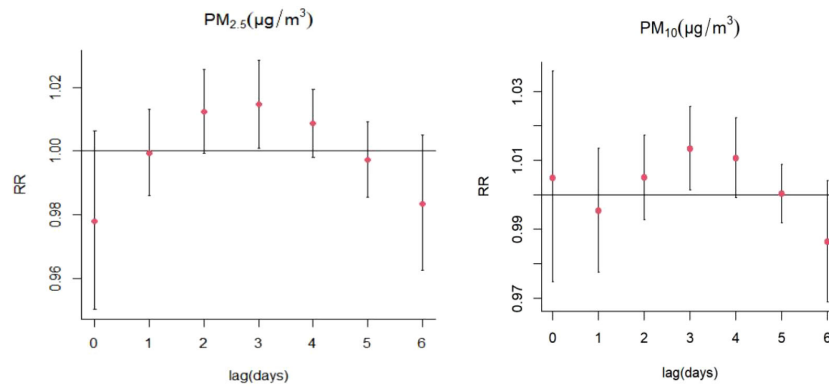 PM2.5(µg/m³)
RR
1.02
1.00
0.98
0.96
0 1 2 3 4 5 6
lag(days)
PM10(µg/m³)
RR
1.03
1.01
0.99
0.97
0 1 2 3 4 5 6
lag(days)